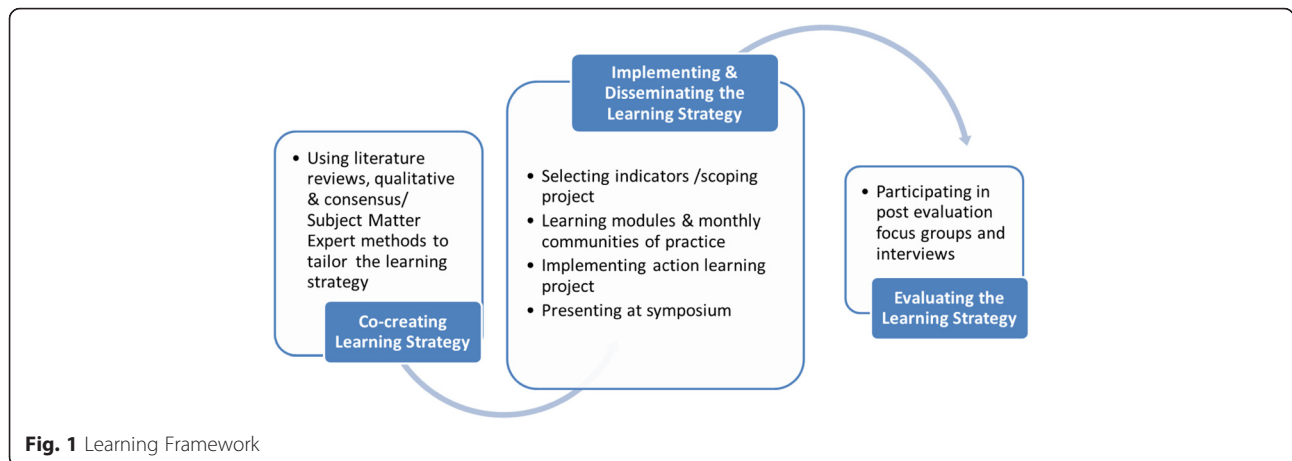 • Using literature
reviews, qualitative
& consensus/
Subject Matter
Expert methods to
tailor the learning
strategy
Co-creating
Learning Strategy
Implementing &
Disseminating the
Learning Strategy
• Selecting indicators /scoping
project
• Learning modules & monthly
communities of practice
• Implementing action learning
project
• Presenting at symposium
• Participating in
post evaluation
focus groups and
interviews
Evaluating the
Learning Strategy
Fig. 1 Learning Framework